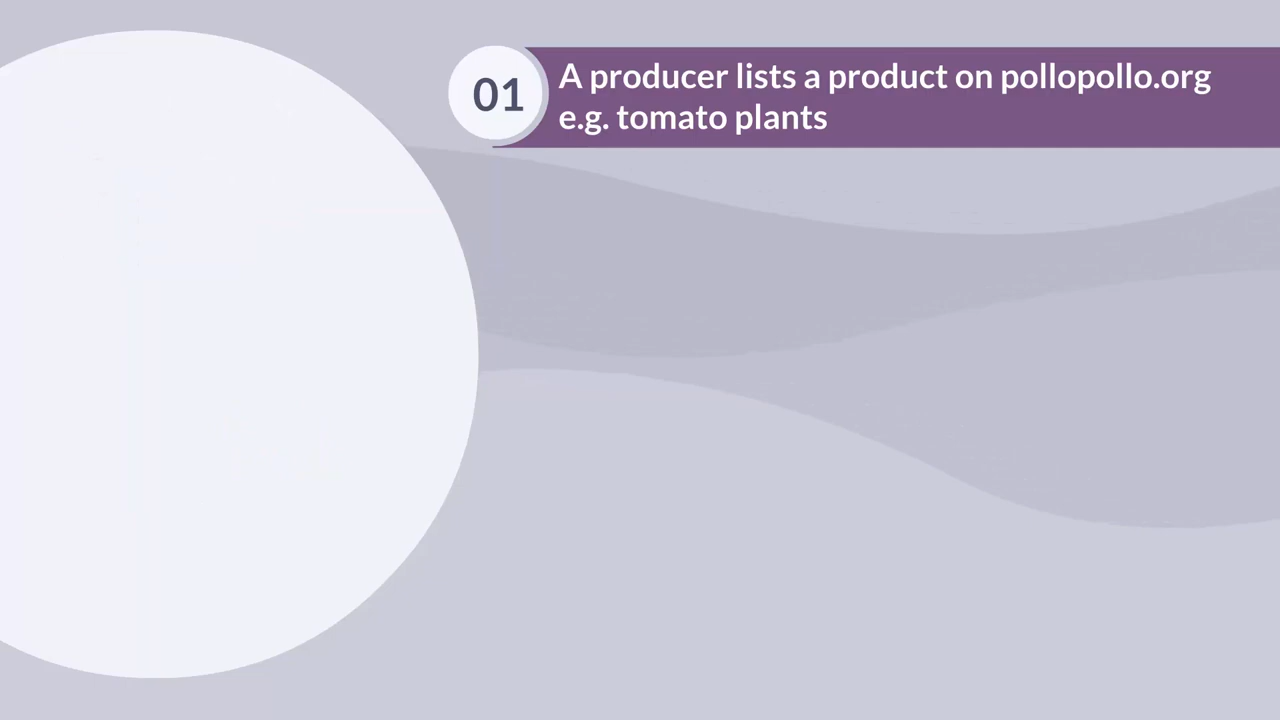 01
A producer lists a product on pollopollo.org
e.g. tomato plants